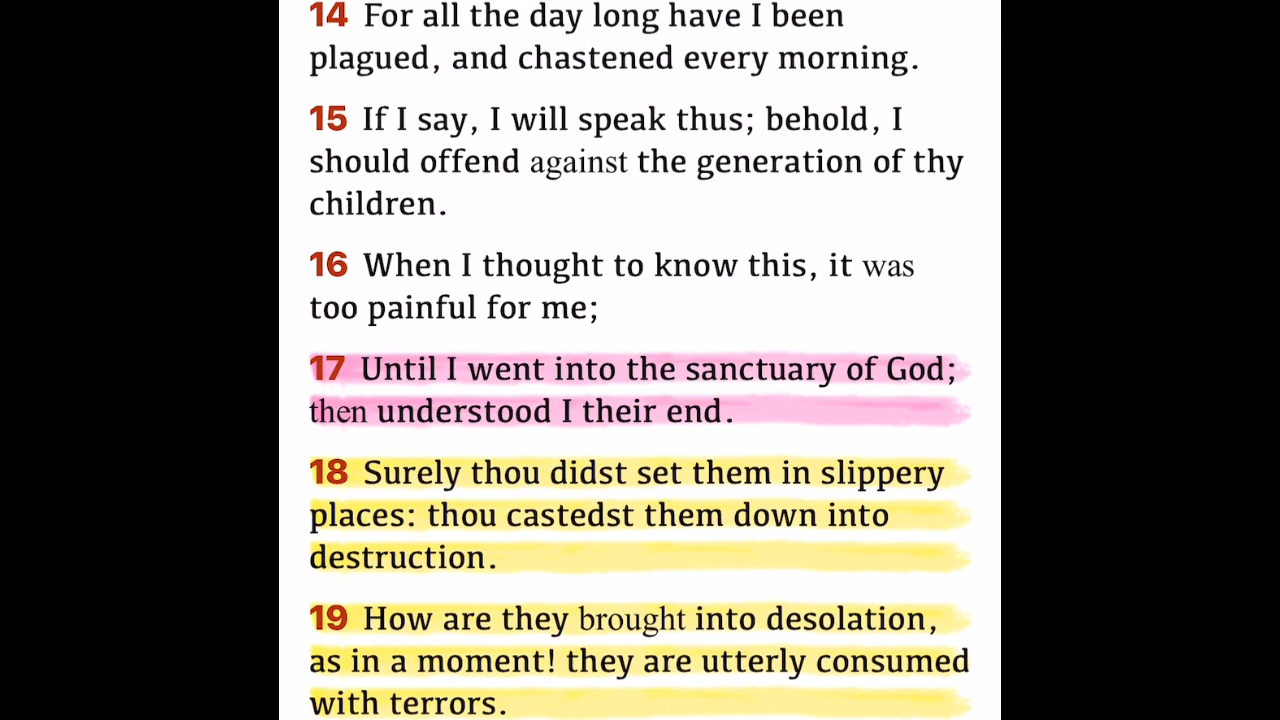 14 For all the day long have I been
plagued, and chastened every morning.
15 If I say, I will speak thus; behold, I
should offend against the generation of thy
children.
16 When I thought to know this, it was
too painful for me;
17 Until I went into the sanctuary of God;
then understood I their end.
18 Surely thou didst set them in slippery
places: thou castedst them down into
destruction.
19 How are they brought into desolation,
as in a moment! they are utterly consumed
with terrors.